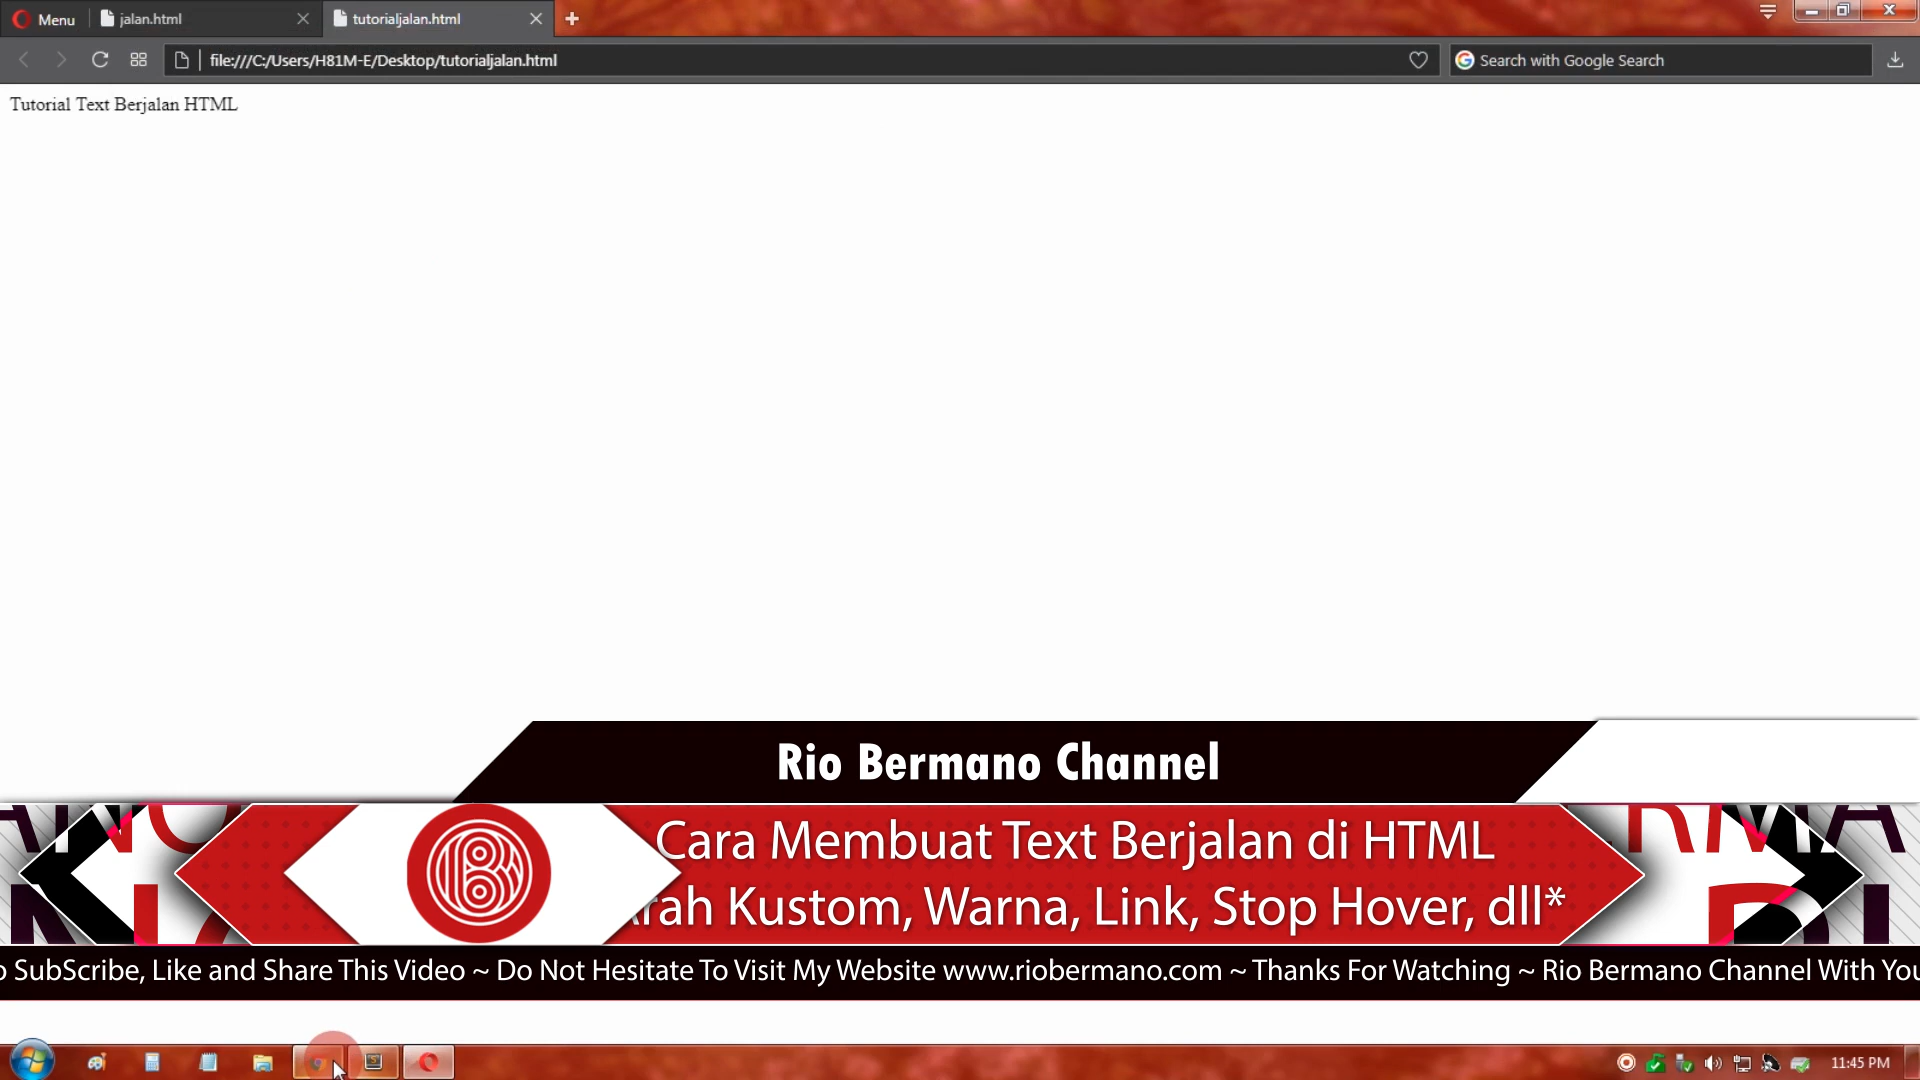 Menu
jalan.html
tutorialjalan.html
file:///C:/Users/H81M-E/Desktop/tutorialjalan.html
Search with Google Search
Tutorial Text Berjalan HTML
Rio Bermano Channel
Cara Membuat Text Berjalan di HTML
rah Kustom, Warna, Link, Stop Hover, dll*
SubScribe, Like and Share This Video ~ Do Not Hesitate To Visit My Website www.riobermano.com ~ Thanks For Watching ~ Rio Bermano Channel With You
11:45 PM